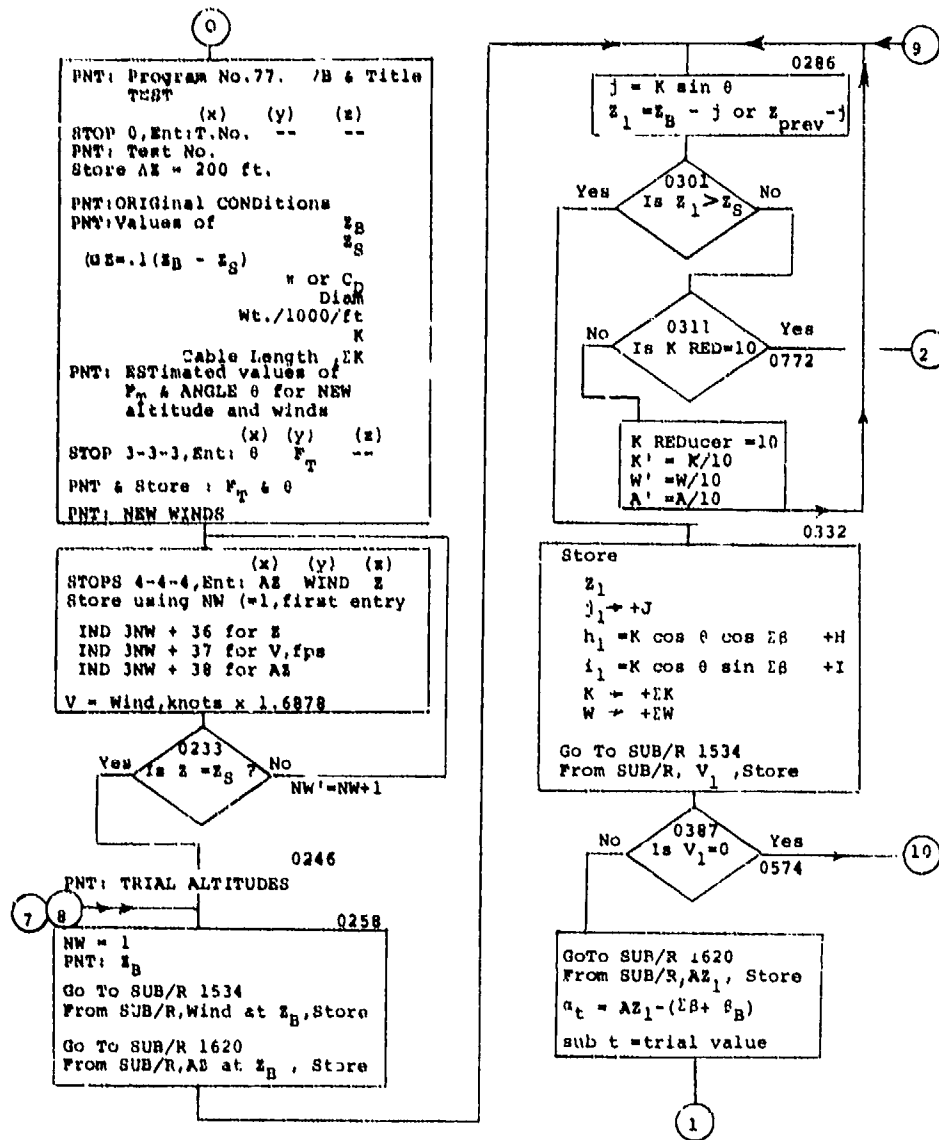 0
PNT: Program No.77. /B & Title
TEST
(x) (y) (z)
STOP 0,Ent:T.No. -- --
PNT: Test No.
Store ΔZ = 200 ft.
PNT:ORIGinal CONDitions
PNT:Values of Z_B
Z_S
(@Z=.1(Z_B - Z_S)
w or C_D
Diam
Wt./1000/ft
K
Cable Length ,ΣK
PNT: ESTimated values of
F_T & ANGLE θ for NEW
altitude and winds
(x) (y) (z)
STOP 3-3-3,Ent: θ F_T --
PNT & Store : F_T & θ
PNT: NEW WINDS
(x) (y) (z)
STOPS 4-4-4,Ent: AZ WIND Z
Store using NW (=1,first entry
IND 3NW + 36 for Z
IND 3NW + 37 for V,fps
IND 3NW + 38 for AZ
V = Wind,knots x 1.6878
0233
Yes Is Z =Z_S ? No
NW'=NW+1
0246
PNT: TRIAL ALTITUDES
7 8
0258
NW = 1
PNT: Z_B
Go To SUB/R 1534
From SUB/R,Wind at Z_B,Store
Go To SUB/R 1620
From SUB/R,AZ at Z_B , Store
9
0286
j = K sin θ
Z_1 =Z_B - j or Z_prev-j
0301
Yes Is Z_1>Z_S No
0311
No Is K RED=10 Yes
0772
2
K REDucer =10
K' = K/10
W' =W/10
A' =A/10
0332
Store
Z_1
j_1→ +J
h_1 =K cos θ cos Σβ +H
i_1 =K cos θ sin Σβ +I
K → +ΣK
W → +ΣW
Go To SUB/R 1534
From SUB/R, V_1 ,Store
0387
No Is V_1=0 Yes
0574
10
GoTo SUB/R 1620
From SUB/R,AZ_1, Store
α_t = AZ_1-(Σβ+ β_B)
sub t =trial value
1